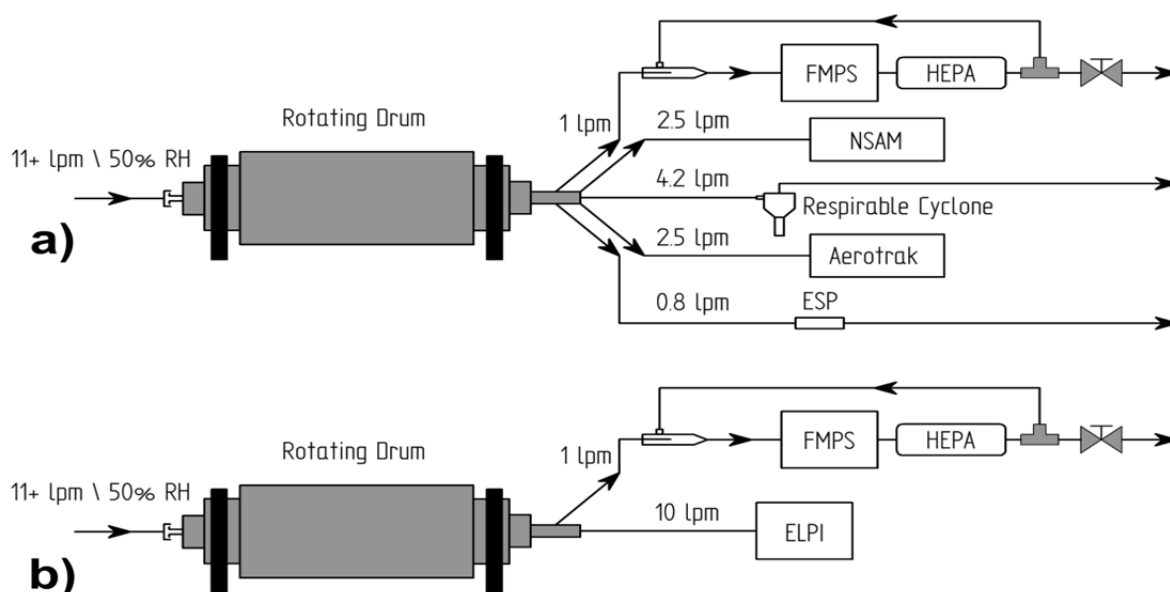 FMPS
HEPA
Rotating Drum
1 lpm
2.5 lpm
NSAM
11+ lpm \ 50% RH
4.2 lpm
Respirable Cyclone
a)
2.5 lpm
Aerotrak
0.8 lpm
ESP
FMPS
HEPA
Rotating Drum
1 lpm
11+ lpm \ 50% RH
10 lpm
ELPI
b)